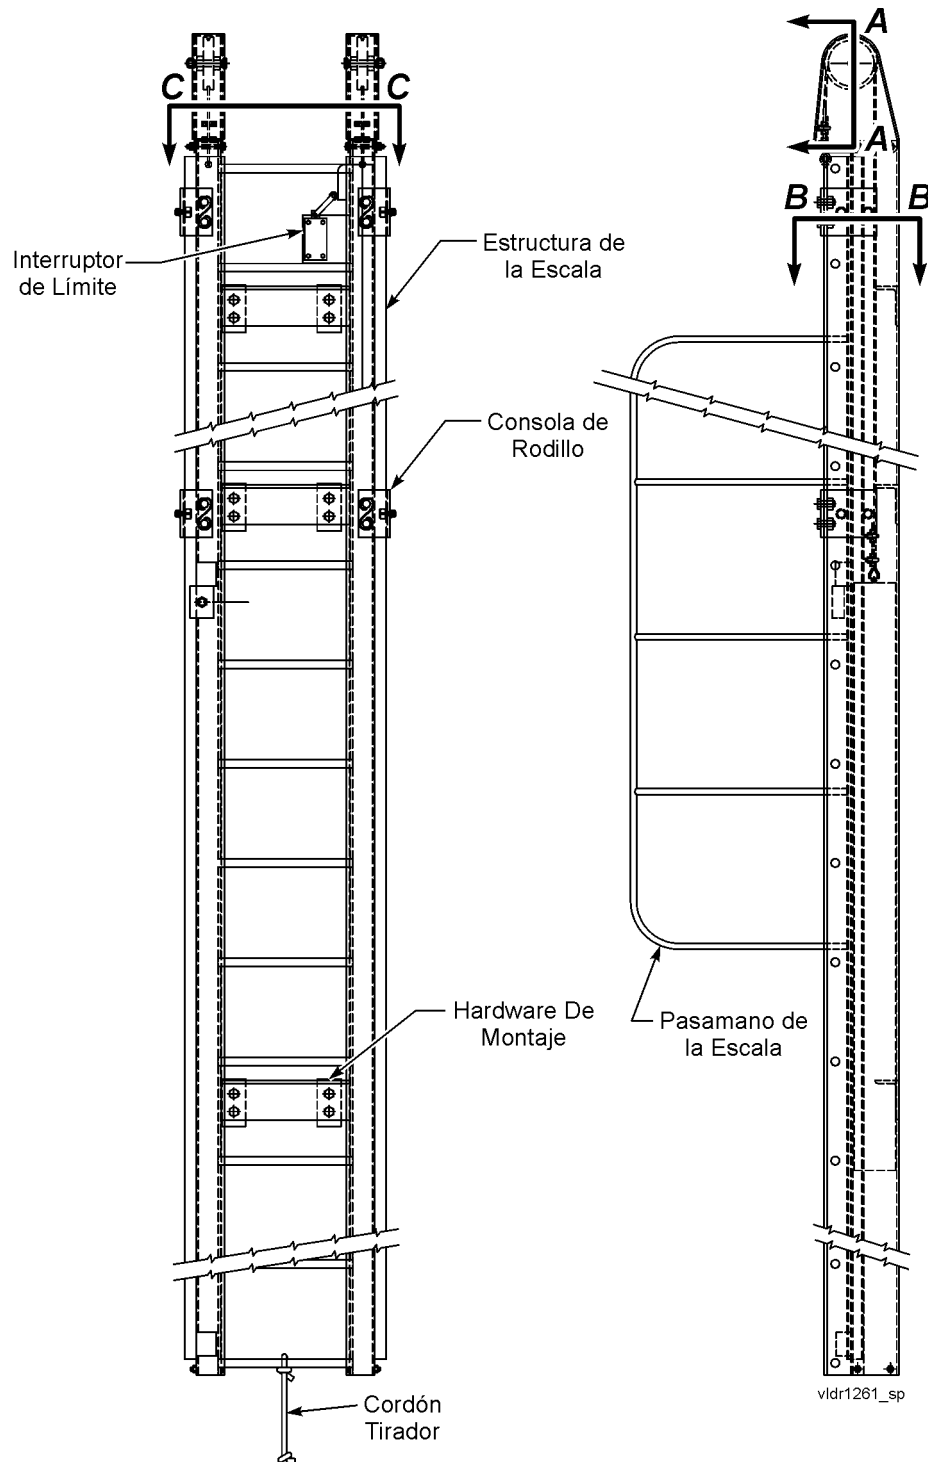 A
C
C
A
B
B
Interruptor
de Límite
Estructura de
la Escala
Consola de
Rodillo
Hardware De
Montaje
Pasamano de
la Escala
Cordón
Tirador
vldr1261_sp